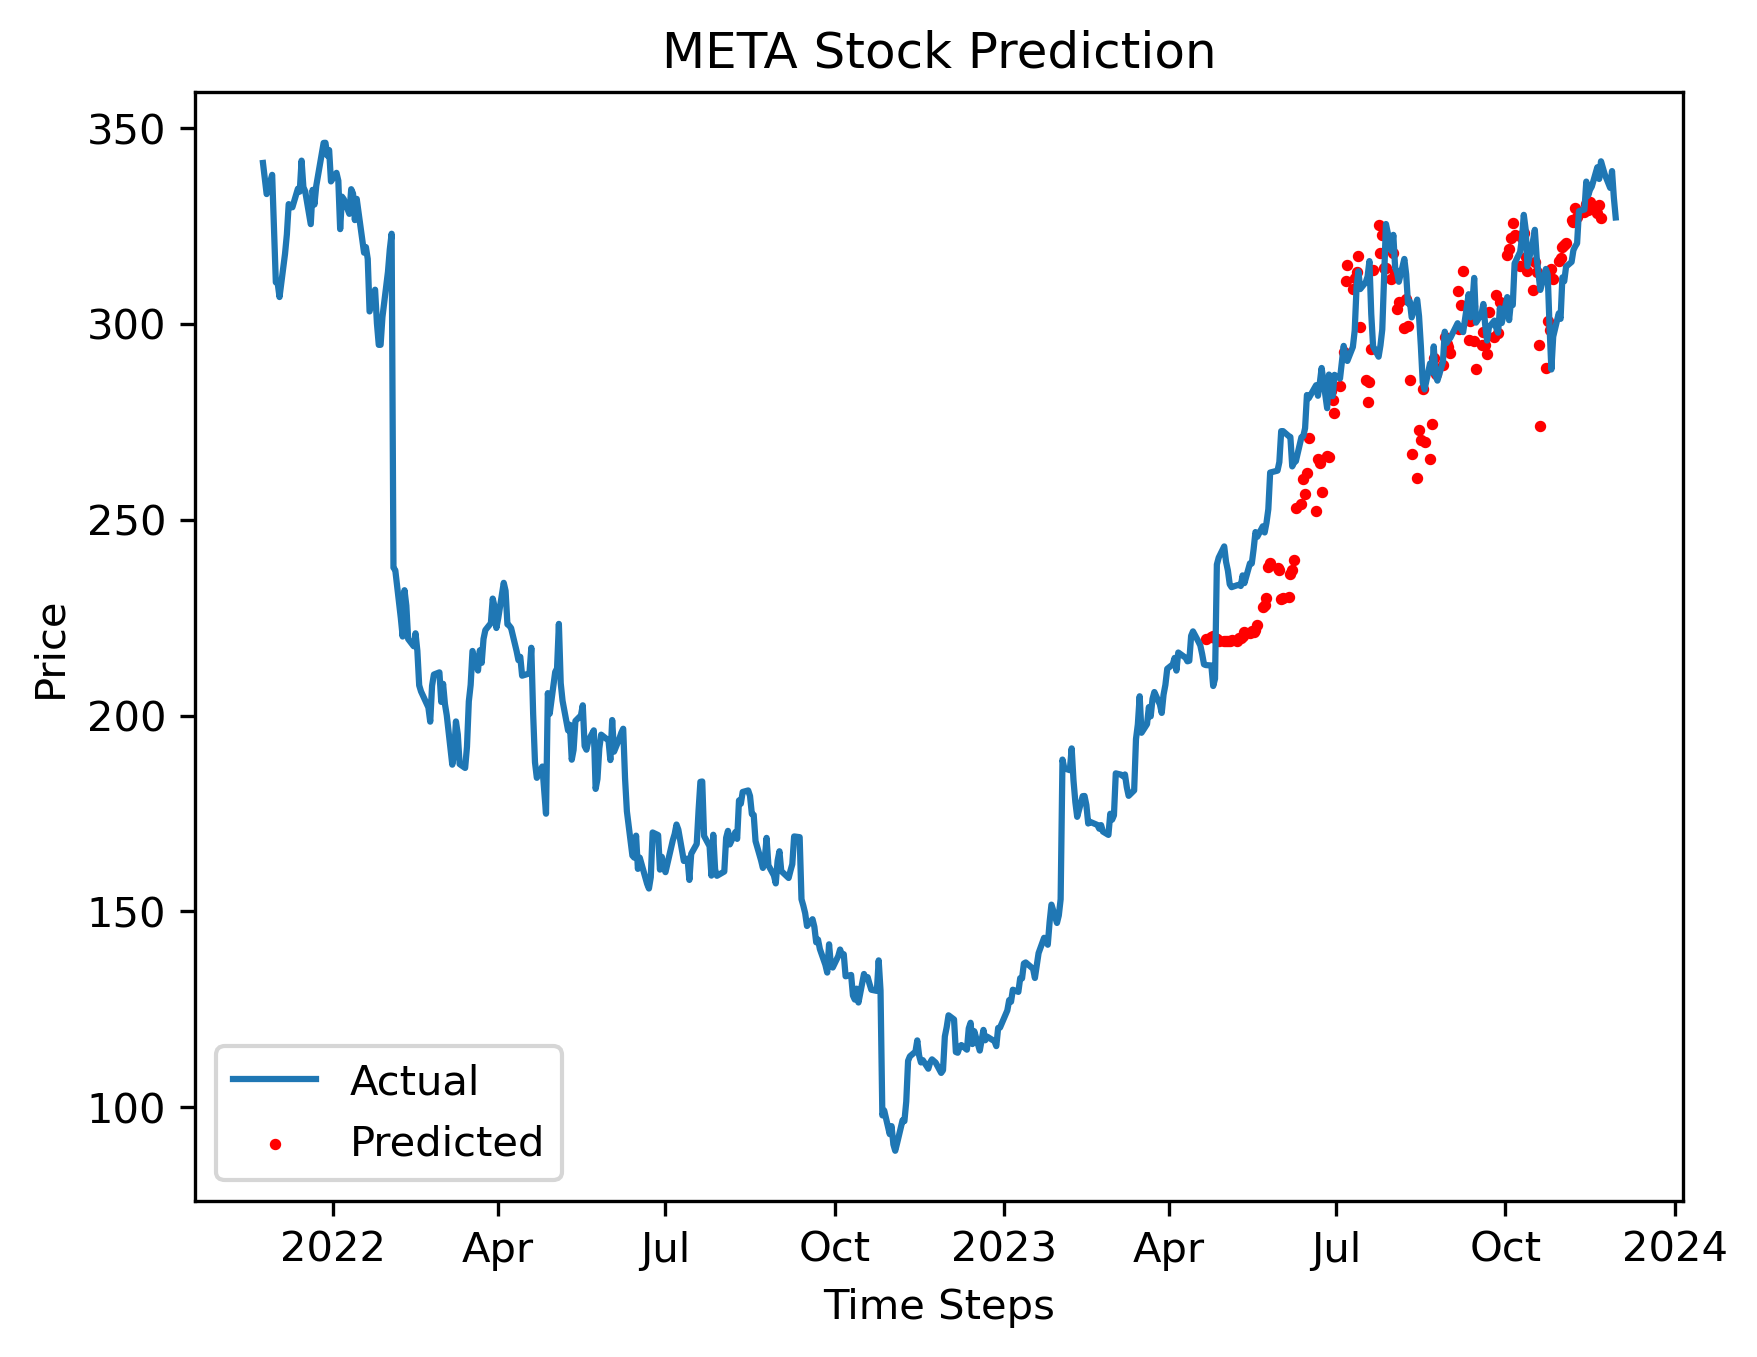 META Stock Prediction
350
300
250
200
150
100
Price
Actual
Predicted
2022 Apr Jul Oct 2023 Apr Jul Oct 2024
Time Steps